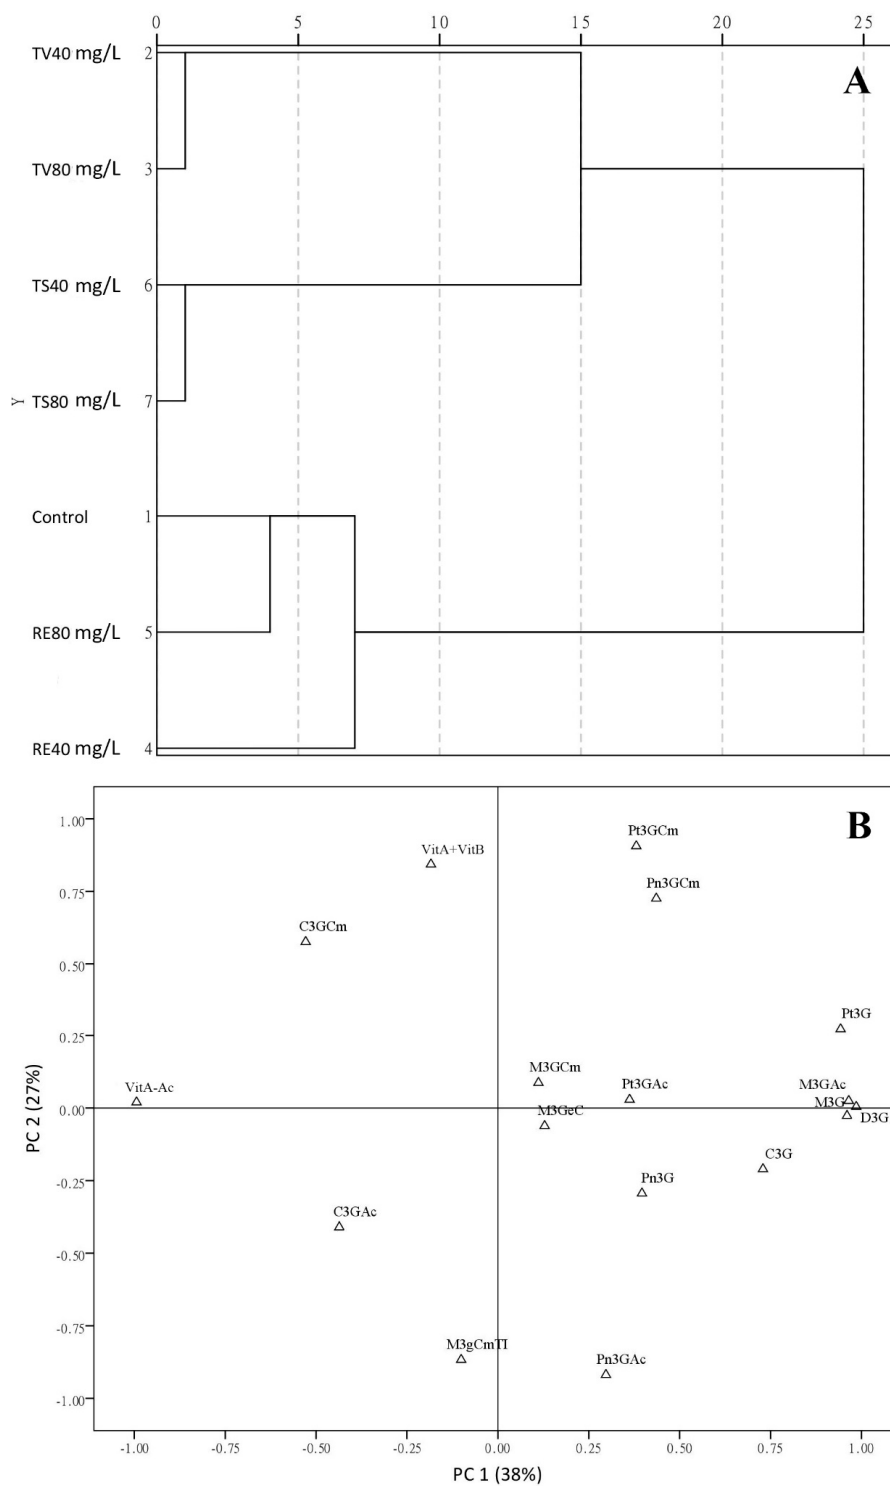 0 5 10 15 20 25
A
TV40 mg/L 2
TV80 mg/L 3
TS40 mg/L 6
Y TS80 mg/L 7
Control 1
RE80 mg/L 5
RE40 mg/L 4
B
1.00
Pt3GCm
VitA+VitB
Pn3GCm
0.75
C3GCm
0.50
Pt3G
0.25
M3GCm
Pt3GAc
M3GAc
VitA-Ac
M3G
0.00
M3GeC
D3G
C3G
Pn3G
-0.25
C3GAc
-0.50
-0.75
M3gCmTI
Pn3GAc
-1.00
PC 2 (27%)
-1.00 -0.75 -0.50 -0.25 0.00 0.25 0.50 0.75 1.00
PC 1 (38%)